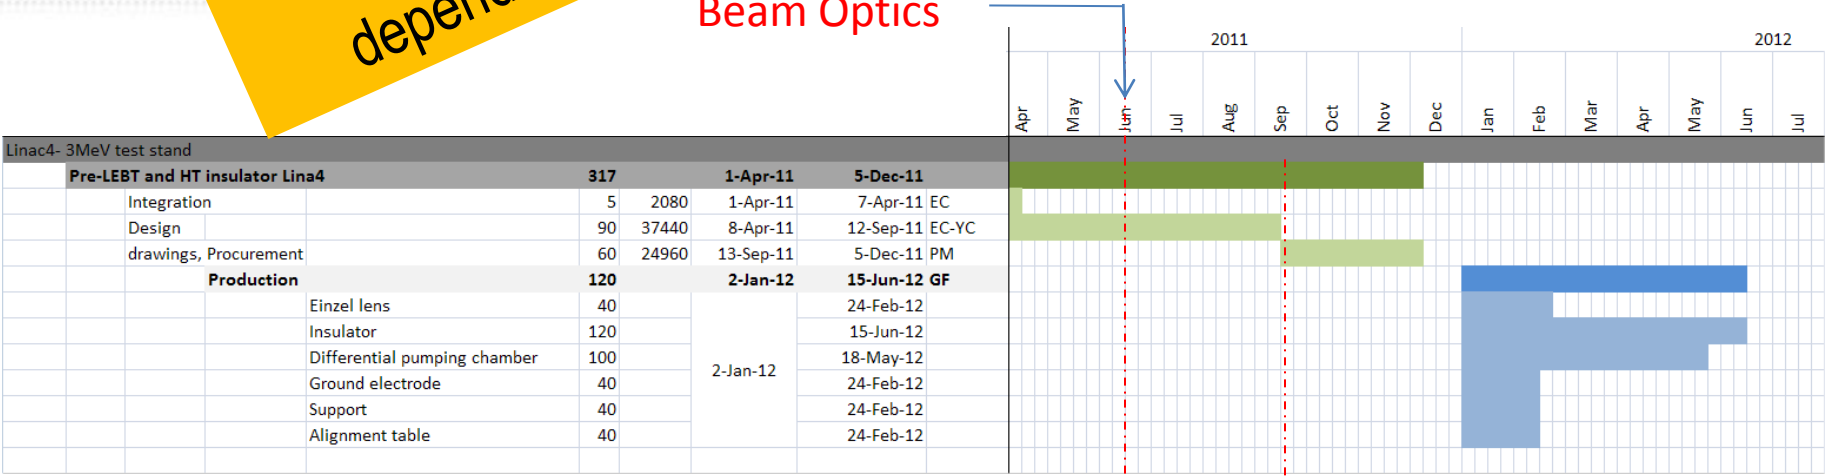 Beam Optics
2011 2012
Apr May Jun Jul Aug Sep Oct Nov Dec Jan Feb Mar Apr May Jun Jul
Linac4- 3MeV test stand
Pre-LEBT and HT insulator Lina4 317 1-Apr-11 5-Dec-11
Integration 5 2080 1-Apr-11 7-Apr-11 EC
Design 90 37440 8-Apr-11 12-Sep-11 EC-YC
drawings, Procurement 60 24960 13-Sep-11 5-Dec-11 PM
Production 120 2-Jan-12 15-Jun-12 GF
Einzel lens 40 24-Feb-12
Insulator 120 15-Jun-12
Differential pumping chamber 100 18-May-12
2-Jan-12
Ground electrode 40 24-Feb-12
Support 40 24-Feb-12
Alignment table 40 24-Feb-12